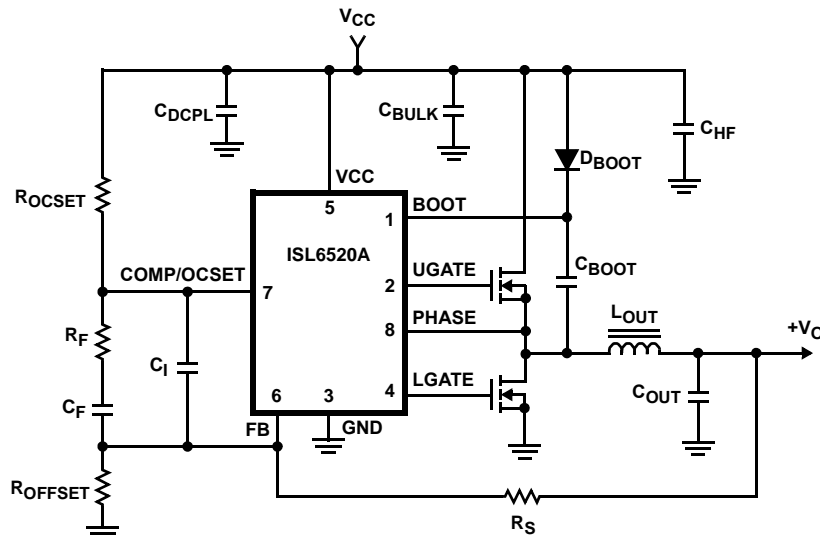 VCC
CDCPL
CBULK
CHF
DBOOT
ROCSET
VCC
5
BOOT
1
ISL6520A
CBOOT
COMP/OCSET
7
UGATE
2
LOUT
+VO
RF
CI
PHASE
8
CF
COUT
LGATE
4
6
3
FB
GND
ROFFSET
RS